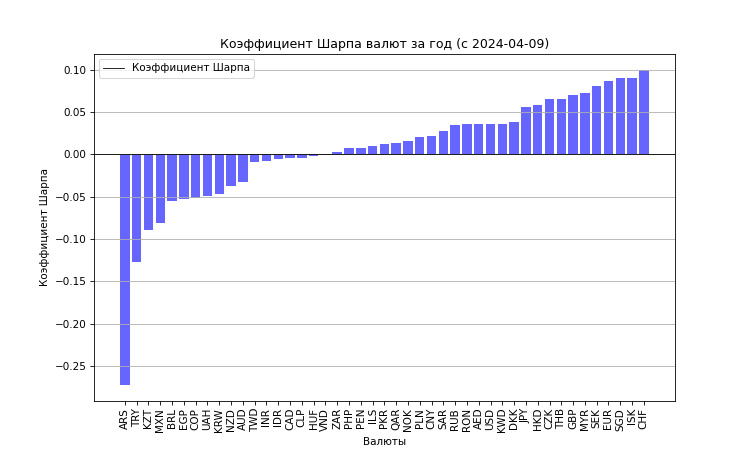 Коэффициент Шарпа валют за год (с 2024-04-09)
Коэффициент Шарпа
0.10
0.05
0.00
−0.05
−0.10
−0.15
−0.20
−0.25
Коэффициент Шарпа
ARS TRY KZT MXN BRL EGP COP UAH KRW NZD AUD TWD INR IDR CAD CLP HUF VND ZAR PHP PEN ILS PKR QAR NOK PLN CNY SAR RUB RON AED USD KWD DKK JPY HKD CZK THB GBP MYR SEK EUR SGD ISK CHF
Валюты